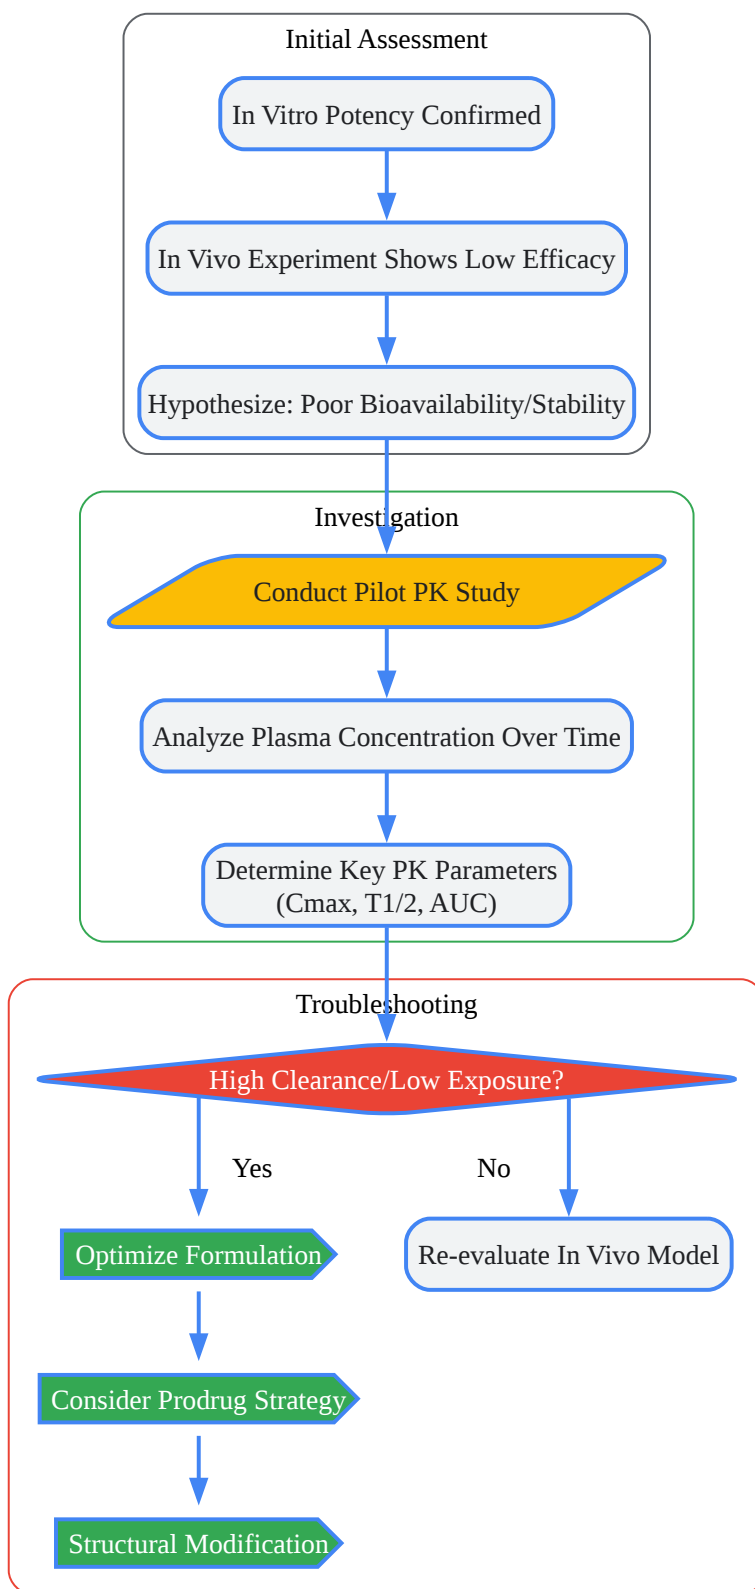 Initial Assessment
In Vitro Potency Confirmed
In Vivo Experiment Shows Low Efficacy
Hypothesize: Poor Bioavailability/Stability
Investigation
Conduct Pilot PK Study
Analyze Plasma Concentration Over Time
Determine Key PK Parameters
(Cmax, T1/2, AUC)
Troubleshooting
High Clearance/Low Exposure?
Yes
No
Optimize Formulation
Re-evaluate In Vivo Model
Consider Prodrug Strategy
Structural Modification